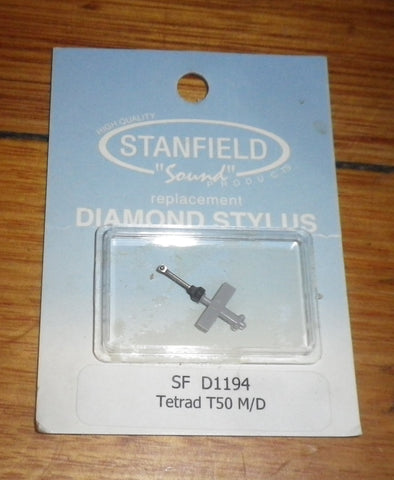 HIGH QUALITY
STANFIELD
"Sound"
PRODUCTS
replacement
DIAMOND STYLUS
SF D1194
Tetrad T50 M/D